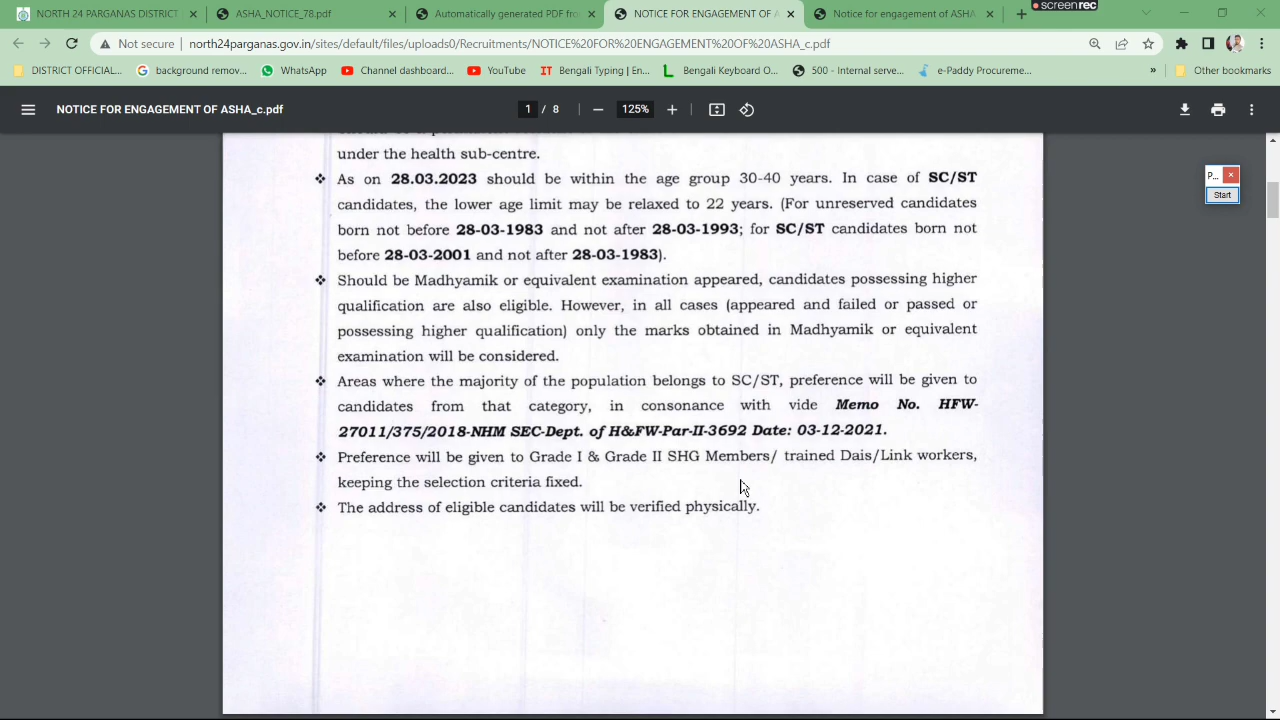 screenrec
NORTH 24 PARGANAS DISTRICT
ASHA_NOTICE_78.pdf
Automatically generated PDF fro
NOTICE FOR ENGAGEMENT OF A
Notice for engagement of ASHA
Not secure
north24parganas.gov.in/sites/default/files/uploads0/Recruitments/NOTICE%20FOR%20ENGAGEMENT%20OF%20ASHA_c.pdf
DISTRICT OFFICIAL...
background remov...
WhatsApp
Channel dashboard...
YouTube
Bengali Typing | En...
Bengali Keyboard O...
500 - Internal serve...
e-Paddy Procureme...
»
Other bookmarks
NOTICE FOR ENGAGEMENT OF ASHA_c.pdf
1 / 8
125%
P...
Start
under the health sub-centre.
❖ As on 28.03.2023 should be within the age group 30-40 years. In case of SC/ST
candidates, the lower age limit may be relaxed to 22 years. (For unreserved candidates
born not before 28-03-1983 and not after 28-03-1993; for SC/ST candidates born not
before 28-03-2001 and not after 28-03-1983).
❖ Should be Madhyamik or equivalent examination appeared, candidates possessing higher
qualification are also eligible. However, in all cases (appeared and failed or passed or
possessing higher qualification) only the marks obtained in Madhyamik or equivalent
examination will be considered.
❖ Areas where the majority of the population belongs to SC/ST, preference will be given to
candidates from that category, in consonance with vide Memo No. HFW-
27011/375/2018-NHM SEC-Dept. of H&FW-Par-II-3692 Date: 03-12-2021.
❖ Preference will be given to Grade I & Grade II SHG Members/ trained Dais/Link workers,
keeping the selection criteria fixed.
❖ The address of eligible candidates will be verified physically.